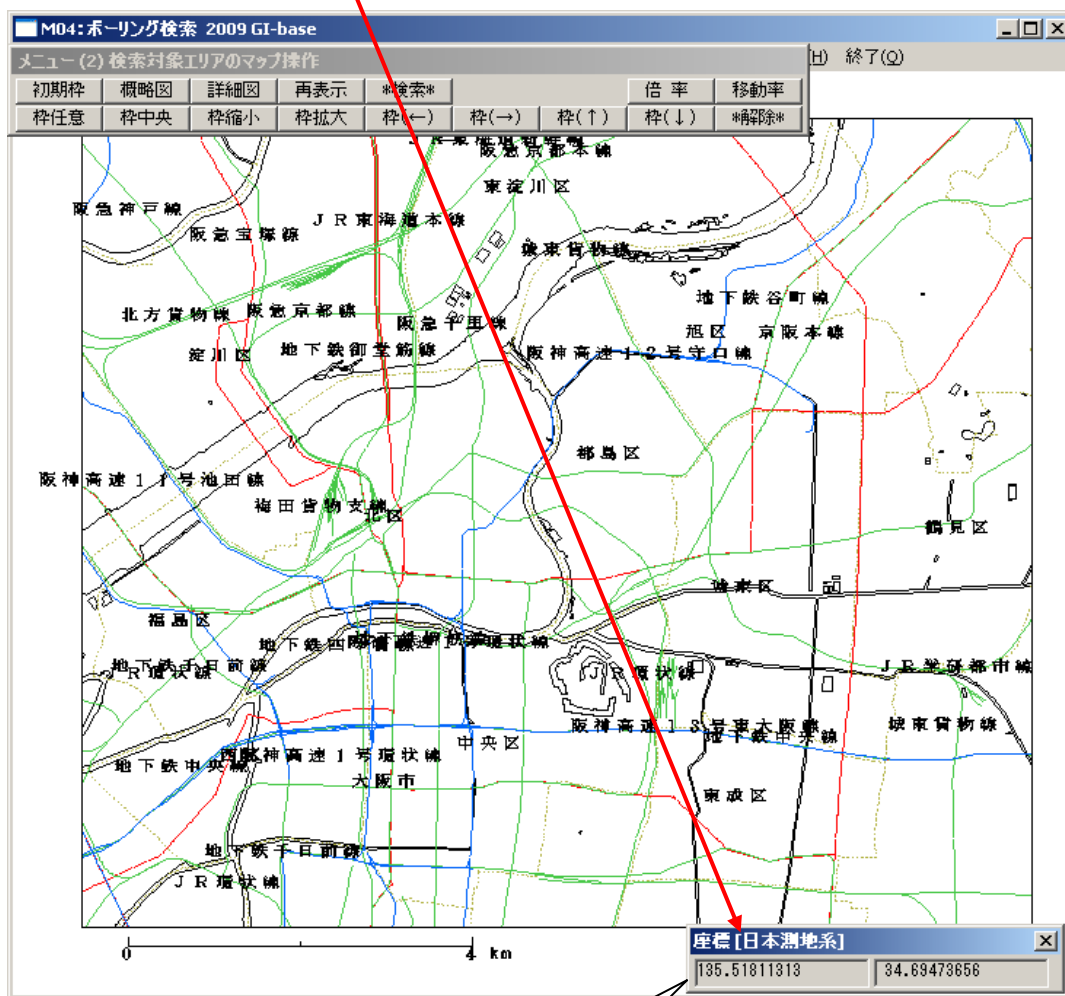 M04:ボーリング検索 2009 GI-base
メニュー(2) 検索対象エリアのマップ操作
(H) 終了(Q)
初期枠 概略図 詳細図 再表示 *検索* 倍率 移動率
枠任意 枠中央 枠縮小 枠拡大 枠(←) 枠(→) 枠(↑) 枠(↓) *解除*
阪急京都本線
東淀川区
阪急神戸線
JR東海道本線
阪急宝塚線
城東貨物線
地下鉄谷町線
北方貨物線
阪急京都線
阪急千里線
旭区
京阪本線
淀川区
地下鉄御堂筋線
阪神高速12号守口線
都島区
阪神高速11号池田線
梅田貨物支線
北区
鶴見区
城東区
福島区
地下鉄千日前線
JR環状線
R環状線
JR学研都市線
阪神高速13号東大阪線
地下鉄中央線
城東貨物線
中央区
阪神高速1号環状線
地下鉄中央線
大阪市
東成区
地下鉄千日前線
JR環状線
0 4 km
座標[日本測地系]
135.51811313 34.69473656